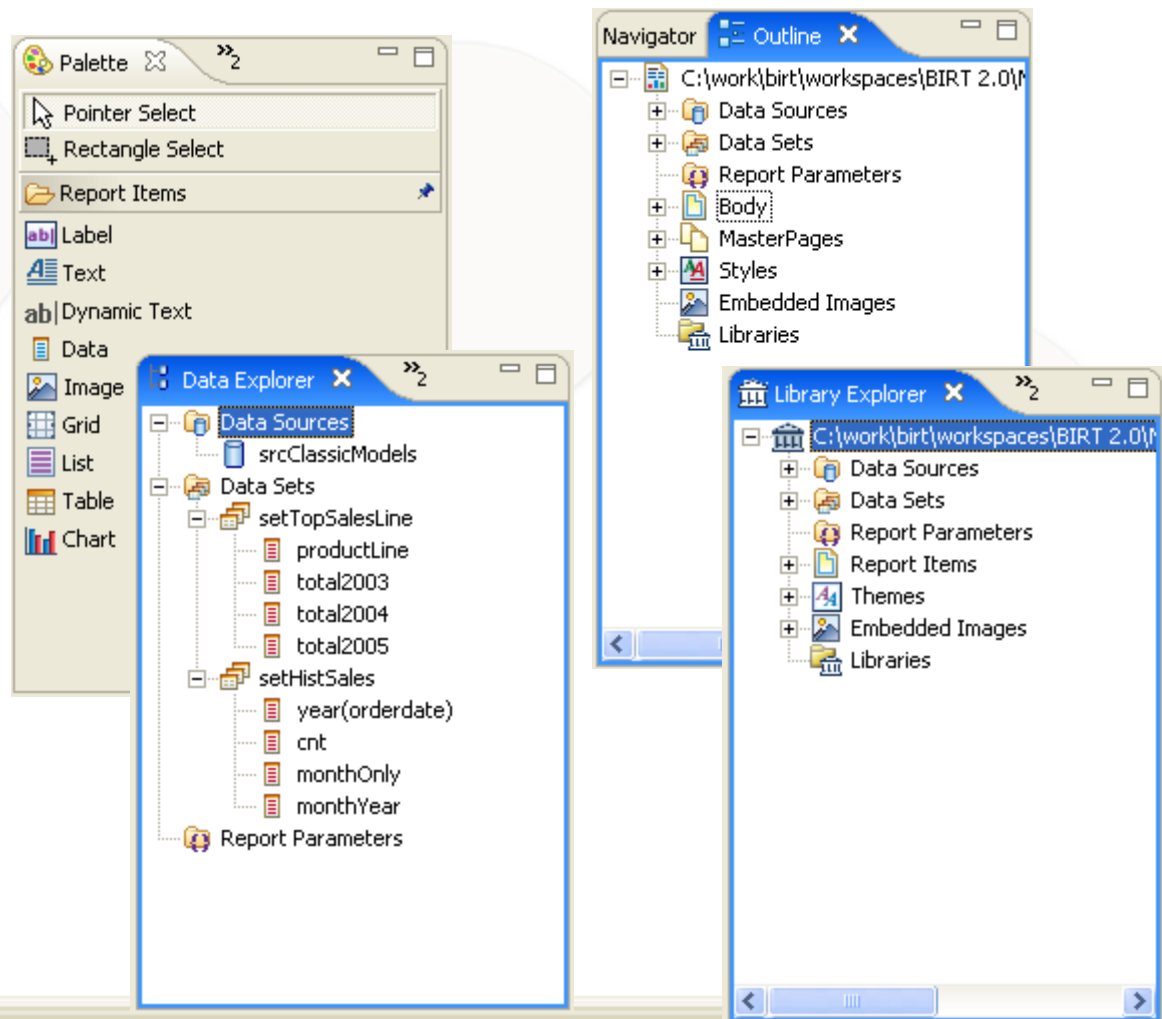 Palette
»2
Pointer Select
Rectangle Select
Report Items
ab| Label
A Text
ab| Dynamic Text
Data
Image
Grid
List
Table
Chart
Data Explorer
»2
Data Sources
srcClassicModels
Data Sets
setTopSalesLine
productLine
total2003
total2004
total2005
setHistSales
year(orderdate)
cnt
monthOnly
monthYear
Report Parameters
Navigator
Outline
C:\work\birt\workspaces\BIRT 2.0\
Data Sources
Data Sets
Report Parameters
Body
MasterPages
Styles
Embedded Images
Libraries
Library Explorer
»2
C:\work\birt\workspaces\BIRT 2.0\
Data Sources
Data Sets
Report Parameters
Report Items
Themes
Embedded Images
Libraries